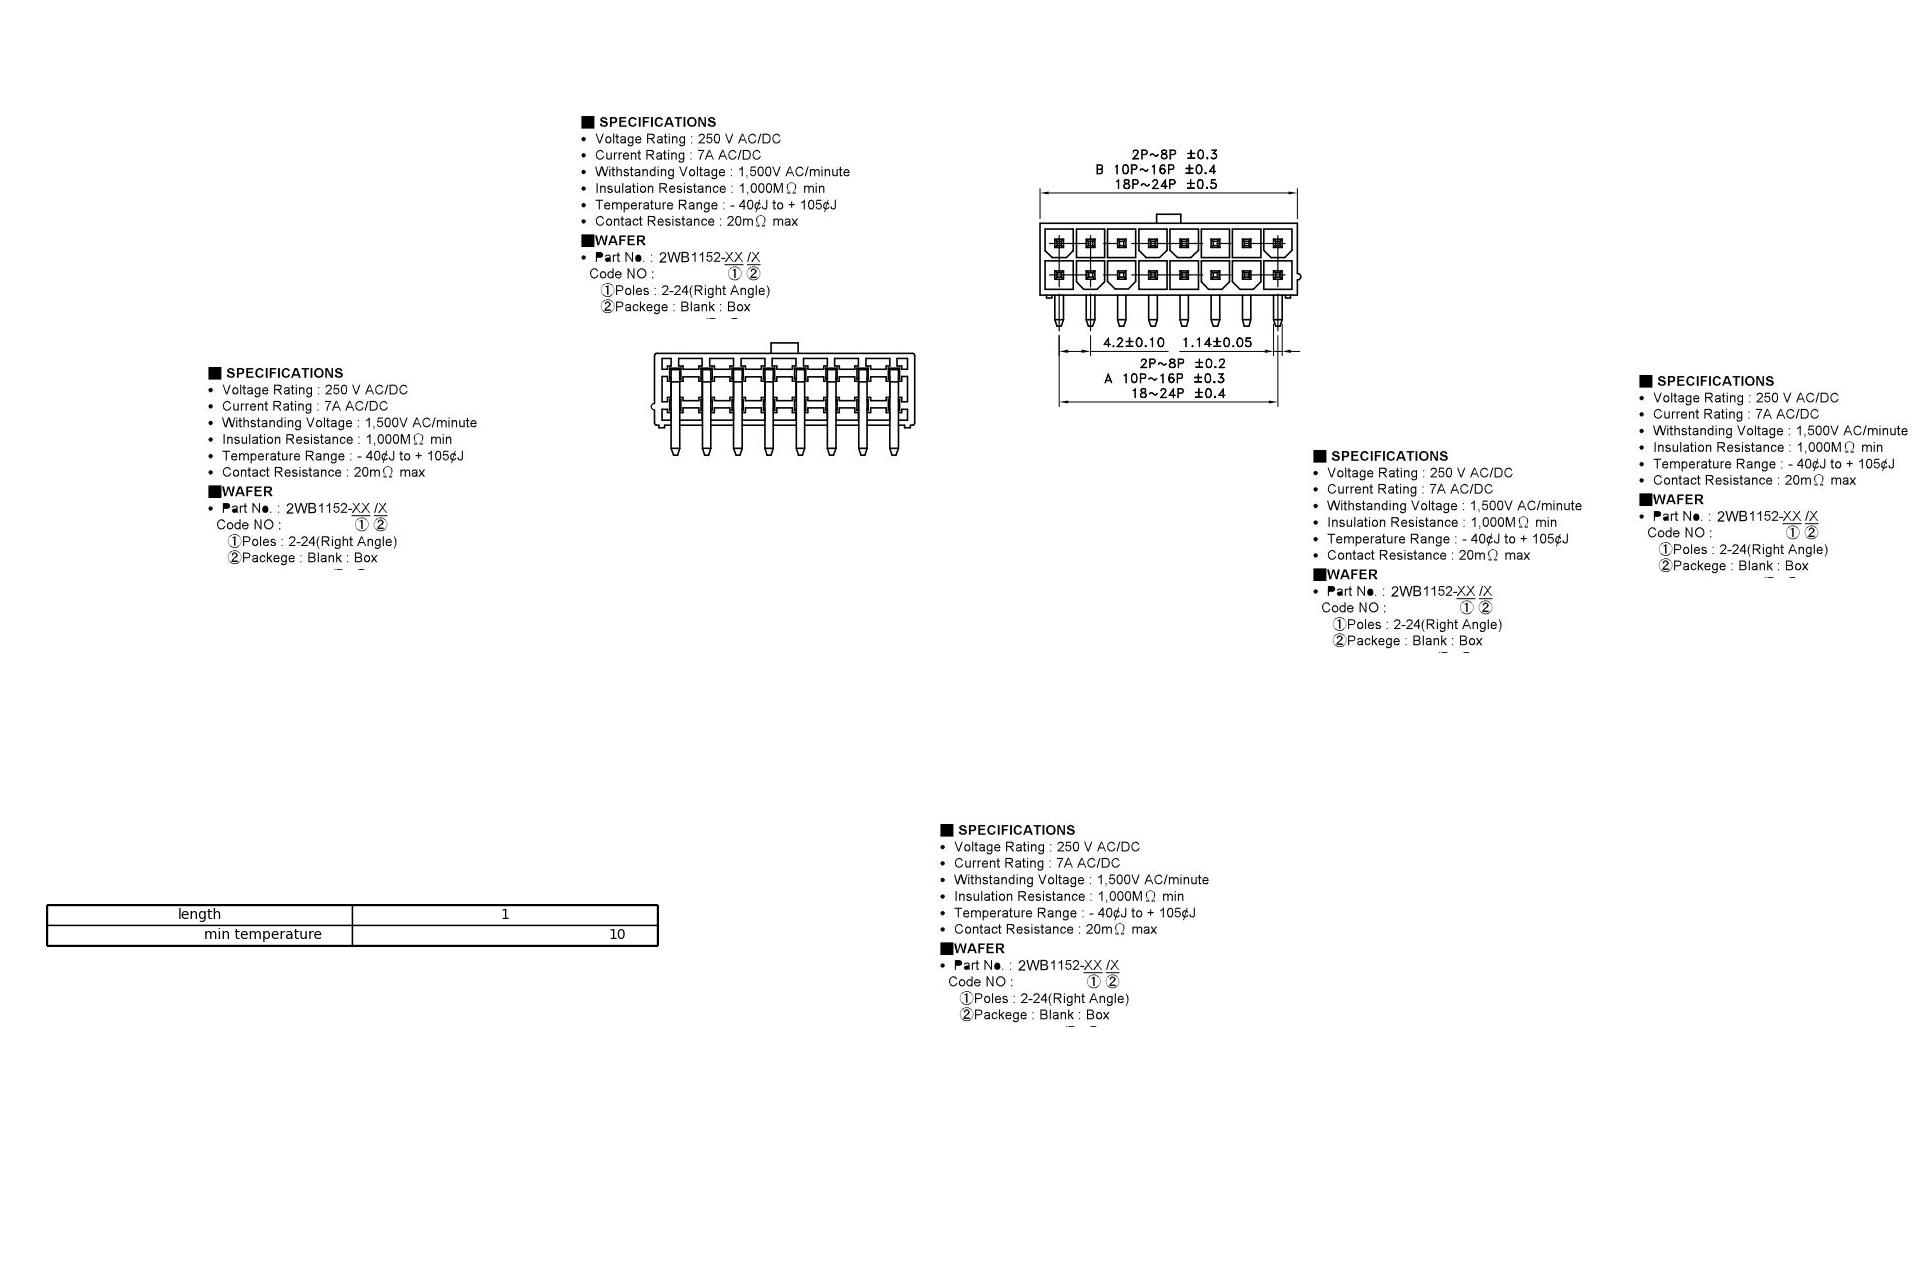 ■ SPECIFICATIONS
• Voltage Rating : 250 V AC/DC
• Current Rating : 7A AC/DC
• Withstanding Voltage : 1,500V AC/minute
• Insulation Resistance : 1,000MΩ min
• Temperature Range : - 40¢J to + 105¢J
• Contact Resistance : 20mΩ max
■WAFER
• Part No. : 2WB1152-XX /X
Code NO : ① ②
①Poles : 2-24(Right Angle)
②Packege : Blank : Box
2P~8P ±0.3
B 10P~16P ±0.4
18P~24P ±0.5
4.2±0.10 1.14±0.05
2P~8P ±0.2
A 10P~16P ±0.3
18~24P ±0.4
■ SPECIFICATIONS
• Voltage Rating : 250 V AC/DC
• Current Rating : 7A AC/DC
• Withstanding Voltage : 1,500V AC/minute
• Insulation Resistance : 1,000MΩ min
• Temperature Range : - 40¢J to + 105¢J
• Contact Resistance : 20mΩ max
■WAFER
• Part No. : 2WB1152-XX /X
Code NO : ① ②
①Poles : 2-24(Right Angle)
②Packege : Blank : Box
■ SPECIFICATIONS
• Voltage Rating : 250 V AC/DC
• Current Rating : 7A AC/DC
• Withstanding Voltage : 1,500V AC/minute
• Insulation Resistance : 1,000MΩ min
• Temperature Range : - 40¢J to + 105¢J
• Contact Resistance : 20mΩ max
■WAFER
• Part No. : 2WB1152-XX /X
Code NO : ① ②
①Poles : 2-24(Right Angle)
②Packege : Blank : Box
■ SPECIFICATIONS
• Voltage Rating : 250 V AC/DC
• Current Rating : 7A AC/DC
• Withstanding Voltage : 1,500V AC/minute
• Insulation Resistance : 1,000MΩ min
• Temperature Range : - 40¢J to + 105¢J
• Contact Resistance : 20mΩ max
■WAFER
• Part No. : 2WB1152-XX /X
Code NO : ① ②
①Poles : 2-24(Right Angle)
②Packege : Blank : Box
■ SPECIFICATIONS
• Voltage Rating : 250 V AC/DC
• Current Rating : 7A AC/DC
• Withstanding Voltage : 1,500V AC/minute
• Insulation Resistance : 1,000MΩ min
• Temperature Range : - 40¢J to + 105¢J
• Contact Resistance : 20mΩ max
■WAFER
• Part No. : 2WB1152-XX /X
Code NO : ① ②
①Poles : 2-24(Right Angle)
②Packege : Blank : Box
length 1
min temperature 10